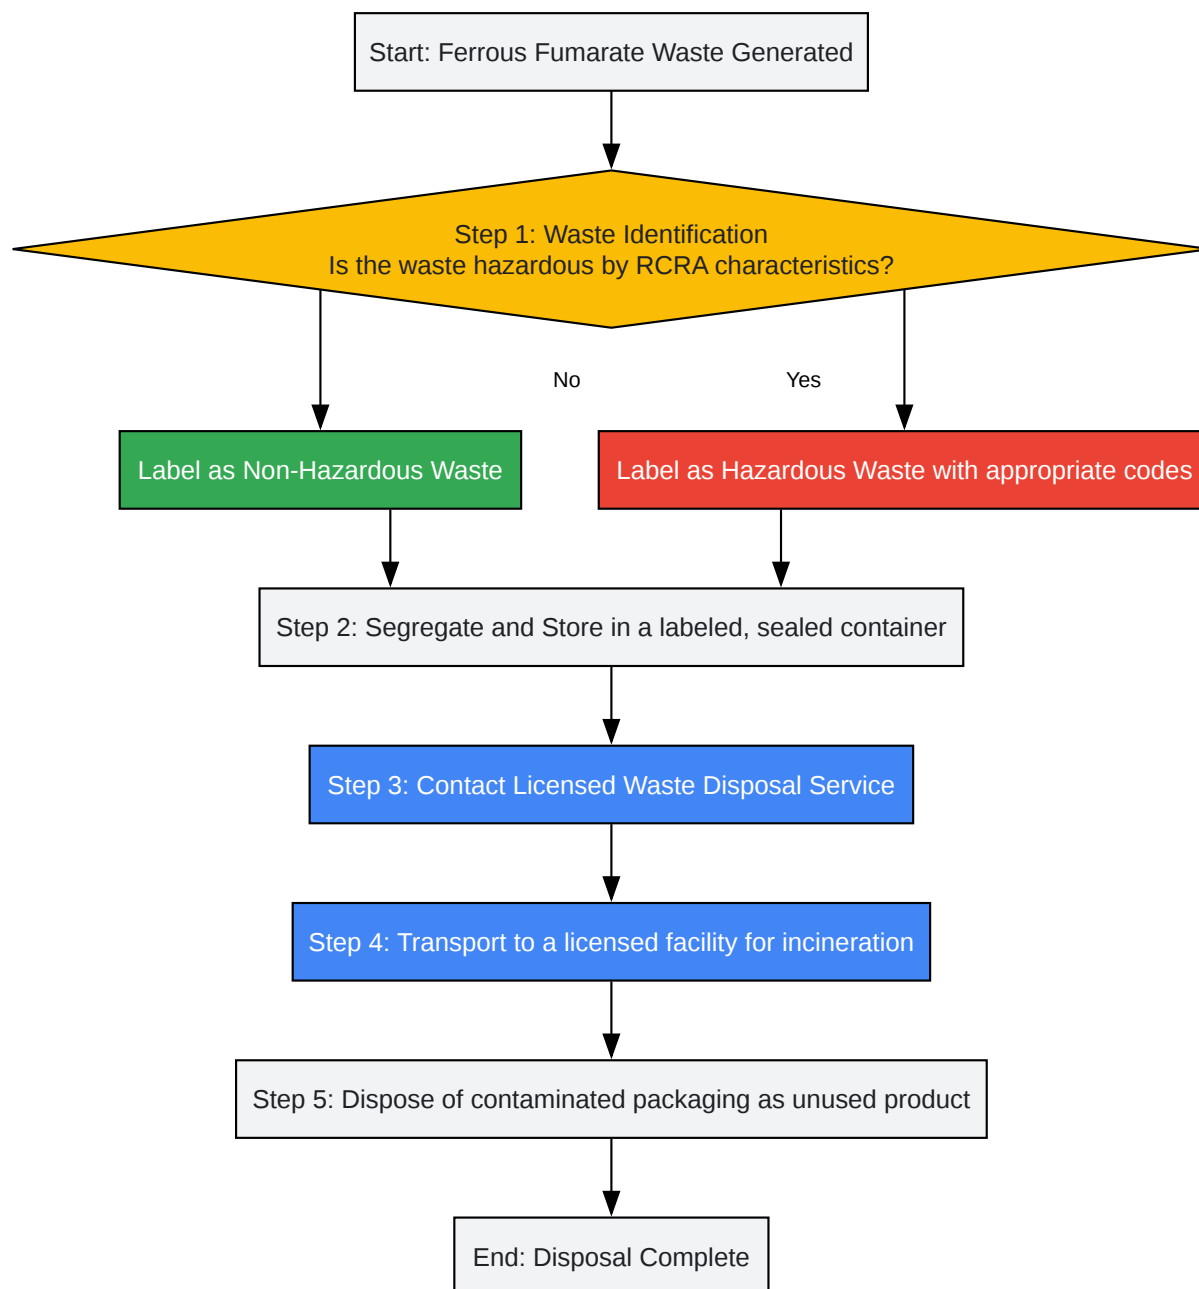 Start: Ferrous Fumarate Waste Generated
Step 1: Waste Identification
Is the waste hazardous by RCRA characteristics?
No
Yes
Label as Non-Hazardous Waste
Label as Hazardous Waste with appropriate codes
Step 2: Segregate and Store in a labeled, sealed container
Step 3: Contact Licensed Waste Disposal Service
Step 4: Transport to a licensed facility for incineration
Step 5: Dispose of contaminated packaging as unused product
End: Disposal Complete